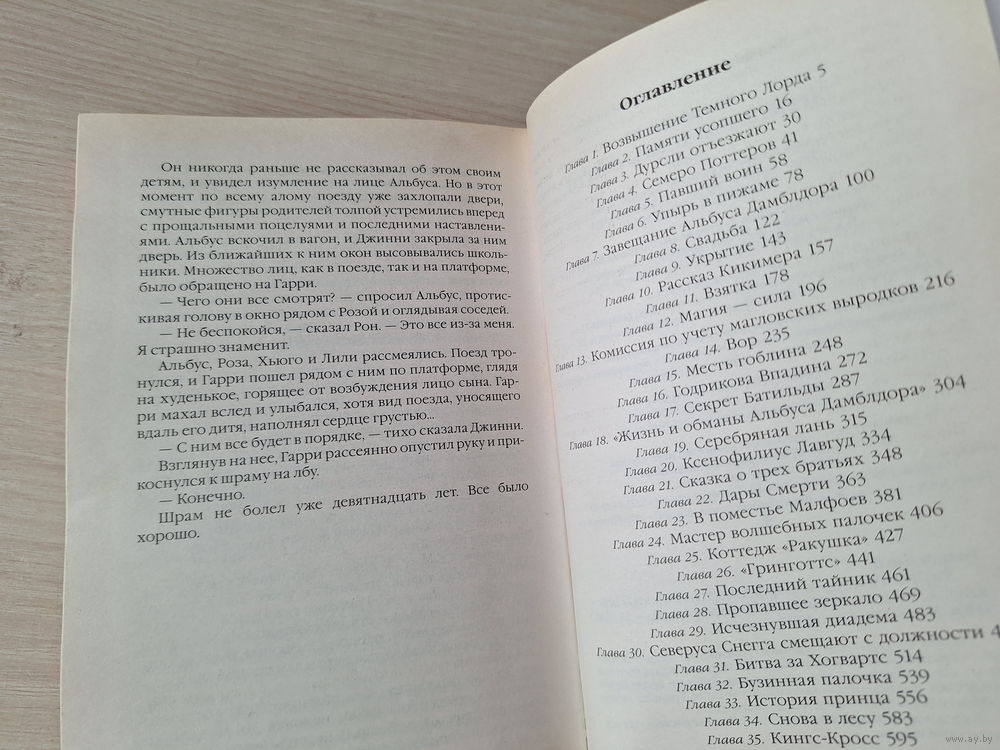 Он никогда раньше не рассказывал об этом своим
детям, и увидел изумление на лице Альбуса. Но в этот
момент по всему алому поезду уже захлопали двери,
смутные фигуры родителей толпой устремились вперед
с прощальными поцелуями и последними наставлени-
ями. Альбус вскочил в вагон, и Джинни закрыла за ним
дверь. Из ближайших к ним окон высовывались школь-
ники. Множество лиц, как в поезде, так и на платформе,
было обращено на Гарри.
— Чего они все смотрят? — спросил Альбус, протис-
кивая голову в окно рядом с Розой и оглядывая соседей.
— Не беспокойся, — сказал Рон. — Это все из-за меня.
Я страшно знаменит.
Альбус, Роза, Хьюго и Лили рассмеялись. Поезд тро-
нулся, и Гарри пошел рядом с ним по платформе, глядя
на худенькое, горящее от возбуждения лицо сына. Гар-
ри махал вслед и улыбался, хотя вид поезда, уносящего
вдаль его дитя, наполнял сердце грустью...
— С ним все будет в порядке, — тихо сказала Джинни.
Взглянув на нее, Гарри рассеянно опустил руку и при-
коснулся к шраму на лбу.
— Конечно.
Шрам не болел уже девятнадцать лет. Все было
хорошо.
Оглавление
Глава 1. Возвышение Темного Лорда 5
Глава 2. Памяти усопшего 16
Глава 3. Дурсли отъезжают 30
Глава 4. Семеро Поттеров 41
Глава 5. Павший воин 58
Глава 6. Упырь в пижаме 78
Глава 7. Завещание Альбуса Дамблдора 100
Глава 8. Свадьба 122
Глава 9. Укрытие 143
Глава 10. Рассказ Кикимера 157
Глава 11. Взятка 178
Глава 12. Магия — сила 196
Глава 13. Комиссия по учету магловских выродков 216
Глава 14. Вор 235
Глава 15. Месть гоблина 248
Глава 16. Годрикова Впадина 272
Глава 17. Секрет Батильды 287
Глава 18. «Жизнь и обманы Альбуса Дамблдора» 304
Глава 19. Серебряная лань 315
Глава 20. Ксенофилиус Лавгуд 334
Глава 21. Сказка о трех братьях 348
Глава 22. Дары Смерти 363
Глава 23. В поместье Малфоев 381
Глава 24. Мастер волшебных палочек 406
Глава 25. Коттедж «Ракушка» 427
Глава 26. «Гринготтс» 441
Глава 27. Последний тайник 461
Глава 28. Пропавшее зеркало 469
Глава 29. Исчезнувшая диадема 483
Глава 30. Северуса Снегга смещают с должности
Глава 31. Битва за Хогвартс 514
Глава 32. Бузинная палочка 539
Глава 33. История принца 556
Глава 34. Снова в лесу 583
Глава 35. Кингс-Кросс 595
www.ay.by